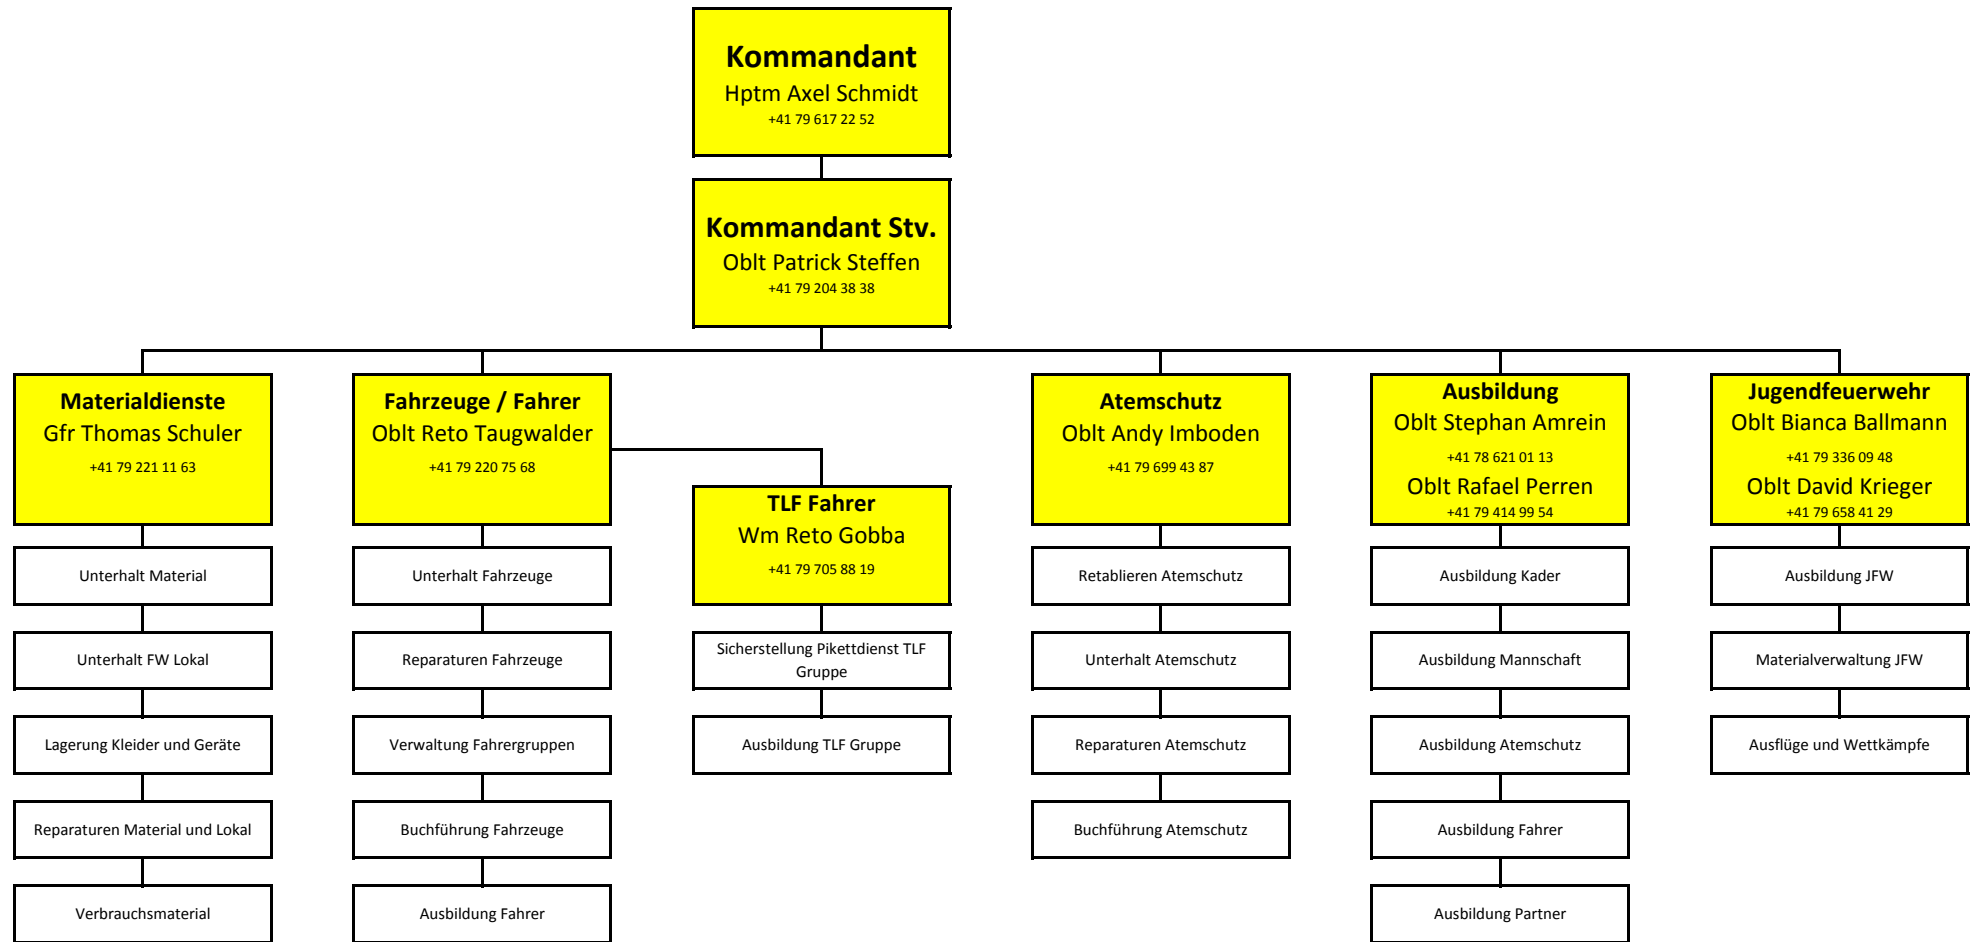 Kommandant
Hptm Axel Schmidt
+41 79 617 22 52
Kommandant Stv.
Oblt Patrick Steffen
+41 79 204 38 38
Materialdienste
Gfr Thomas Schuler
+41 79 221 11 63
Unterhalt Material
Unterhalt FW Lokal
Lagerung Kleider und Geräte
Reparaturen Material und Lokal
Verbrauchsmaterial
Fahrzeuge / Fahrer
Oblt Reto Taugwalder
+41 79 220 75 68
Unterhalt Fahrzeuge
Reparaturen Fahrzeuge
Verwaltung Fahrergruppen
Buchführung Fahrzeuge
Ausbildung Fahrer
TLF Fahrer
Wm Reto Gobba
+41 79 705 88 19
Sicherstellung Pikettdienst TLF
Gruppe
Ausbildung TLF Gruppe
Atemschutz
Oblt Andy Imboden
+41 79 699 43 87
Retablieren Atemschutz
Unterhalt Atemschutz
Reparaturen Atemschutz
Buchführung Atemschutz
Ausbildung
Oblt Stephan Amrein
+41 78 621 01 13
Oblt Rafael Perren
+41 79 414 99 54
Ausbildung Kader
Ausbildung Mannschaft
Ausbildung Atemschutz
Ausbildung Fahrer
Ausbildung Partner
Jugendfeuerwehr
Oblt Bianca Ballmann
+41 79 336 09 48
Oblt David Krieger
+41 79 658 41 29
Ausbildung JFW
Materialverwaltung JFW
Ausflüge und Wettkämpfe